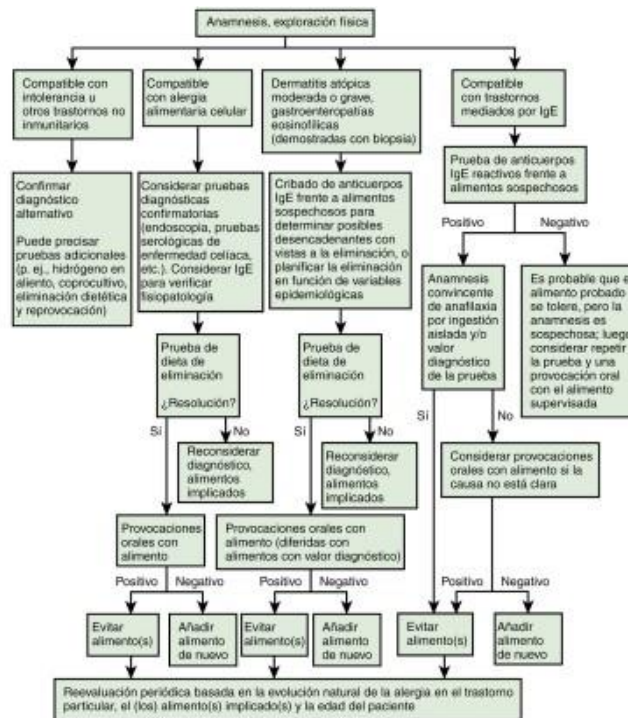 Anamnesis, exploración física
Compatible con
intolerancia u
otros trastornos no
inmunitarios
Compatible
con alergia
alimentaria celular
Dermatitis atópica
moderada o grave,
gastroenteropatías
eosinofílicas
(demostradas con biopsia)
Compatible
con trastornos
mediados por IgE
Confirmar
diagnóstico
alternativo
Puede precisar
pruebas adicionales
(p. ej., hidrógeno en
aliento, coprocultivo,
eliminación dietética
y reprovocación)
Considerar pruebas
diagnósticas
confirmatorias
(endoscopia, pruebas
serológicas de
enfermedad celíaca,
etc.). Considerar IgE
para verificar
fisiopatología
Cribado de anticuerpos
IgE frente a alimentos
sospechosos para
determinar posibles
desencadenantes con
vistas a la eliminación, o
planificar la eliminación
en función de variables
epidemiológicas
Prueba de anticuerpos
IgE reactivos frente a
alimentos sospechosos
Positivo
Negativo
Anamnesis
convincente
de anafilaxia
por ingestión
aislada y/o
valor
diagnóstico
de la prueba
Es probable que el
alimento probado
se tolere, pero la
anamnesis es
sospechosa; luego
considerar repetir
la prueba y una
provocación oral
con el alimento
supervisada
Prueba de
dieta de
eliminación
¿Resolución?
Prueba de
dieta de
eliminación
¿Resolución?
Sí
No
Sí
No
Sí
No
Reconsiderar
diagnóstico,
alimentos
implicados
Reconsiderar
diagnóstico,
alimentos
implicados
Considerar provocaciones
orales con alimento si la
causa no está clara
Provocaciones
orales con
alimento
Provocaciones orales con
alimento (diferidas con
alimentos con valor diagnóstico)
Positivo
Negativo
Positivo
Negativo
Positivo
Negativo
Evitar
alimento(s)
Añadir
alimento
de nuevo
Evitar
alimento(s)
Añadir
alimento
de nuevo
Evitar
alimento(s)
Añadir
alimento
de nuevo
Reevaluación periódica basada en la evolución natural de la alergia en el trastorno
particular, el (los) alimento(s) implicado(s) y la edad del paciente